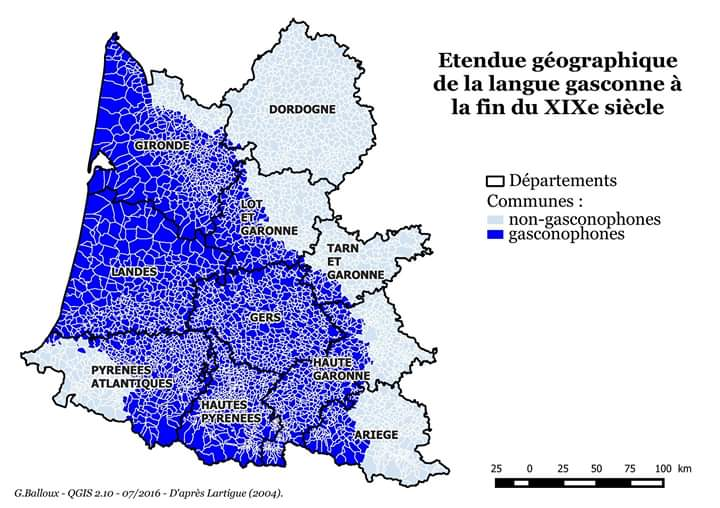 Etendue géographique
de la langue gasconne à
la fin du XIXe siècle
DORDOGNE
GIRONDE
Départements
Communes :
non-gasconophones
gasconophones
LOT
ET
GARONNE
TARN
ET
GARONNE
LANDES
GERS
PYRENEES
ATLANTIQUES
HAUTE
GARONNE
HAUTES
PYRENEES
ARIEGE
25 0 25 50 75 100 km
G.Balloux - QGIS 2.10 - 07/2016 - D'après Lartigue (2004).